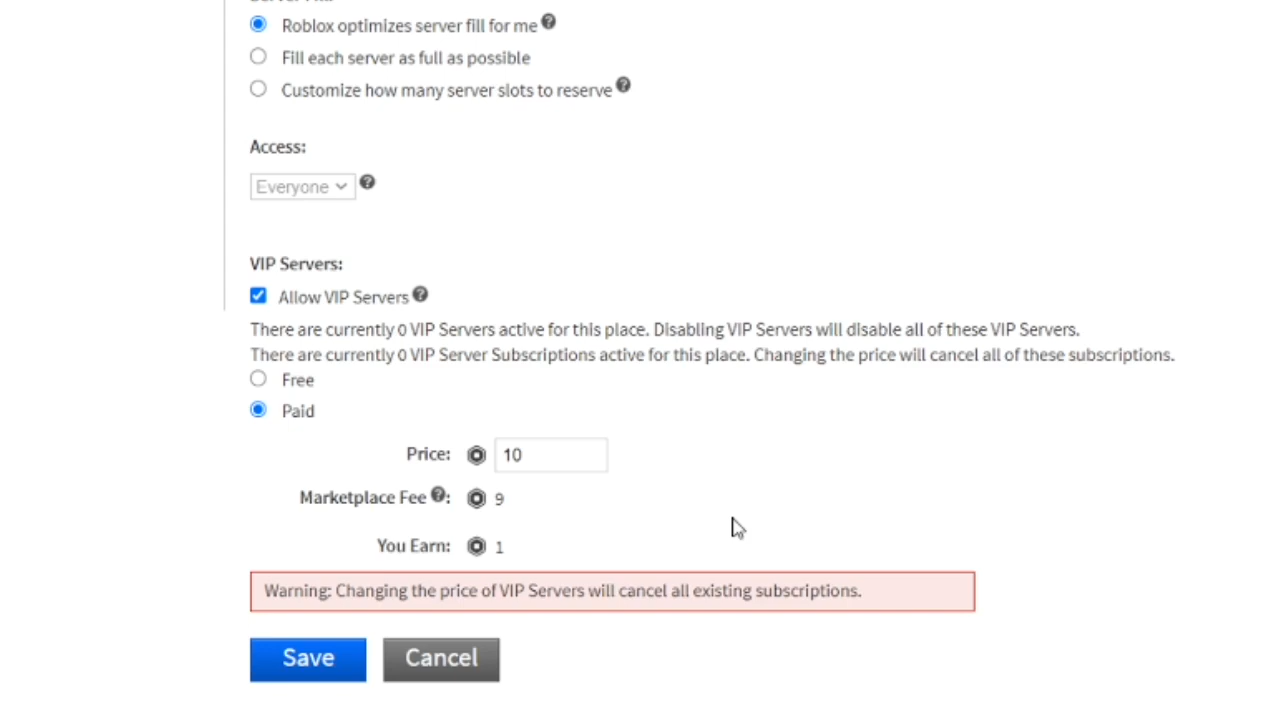 Roblox optimizes server fill for me
Fill each server as full as possible
Customize how many server slots to reserve
Access:
Everyone
VIP Servers:
Allow VIP Servers
There are currently 0 VIP Servers active for this place. Disabling VIP Servers will disable all of these VIP Servers.
There are currently 0 VIP Server Subscriptions active for this place. Changing the price will cancel all of these subscriptions.
Free
Paid
Price: 10
Marketplace Fee : 9
You Earn: 1
Warning: Changing the price of VIP Servers will cancel all existing subscriptions.
Save Cancel